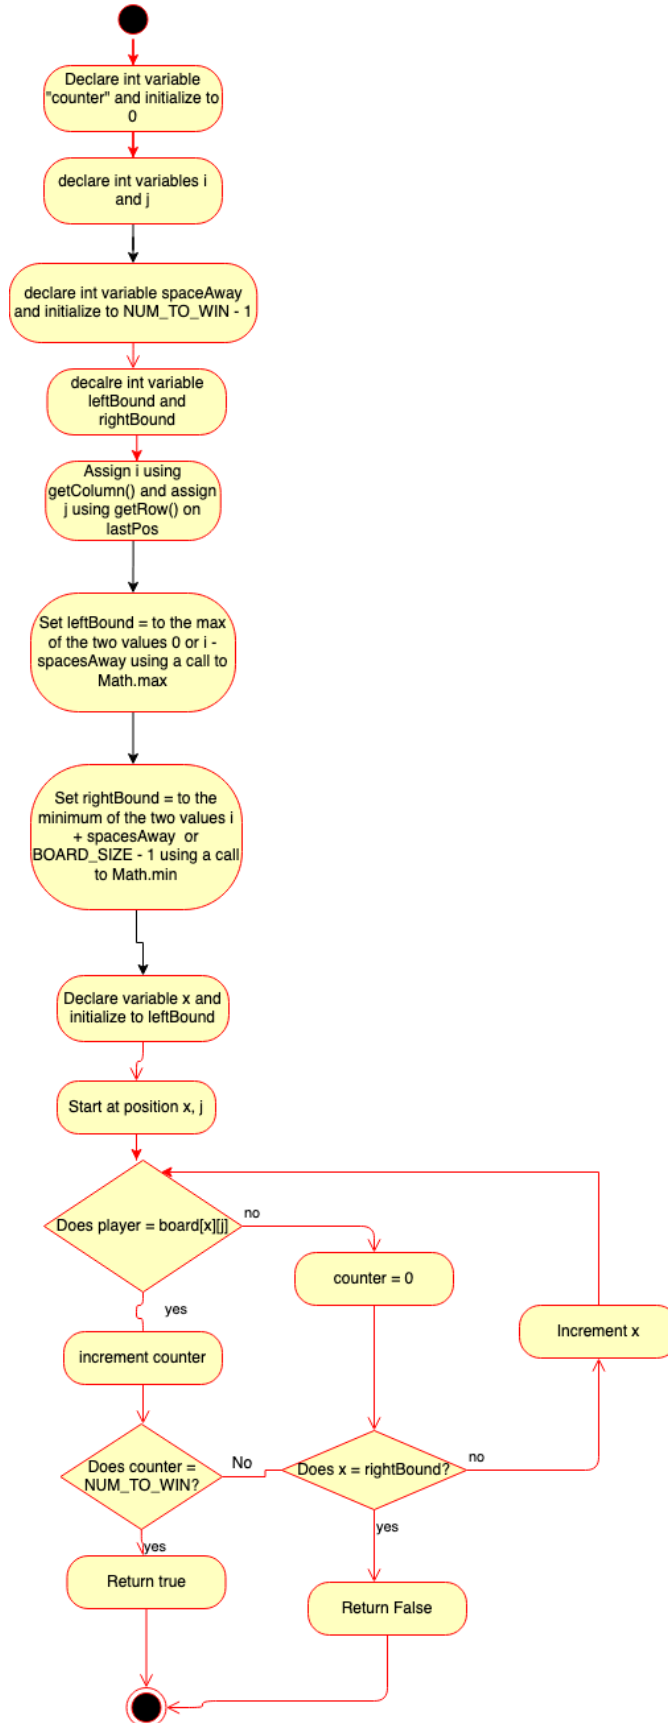 Declare int variable
"counter" and initialize to
0
declare int variables i
and j
declare int variable spaceAway
and initialize to NUM_TO_WIN - 1
decalre int variable
leftBound and
rightBound
Assign i using
getColumn() and assign
j using getRow() on
lastPos
Set leftBound = to the max
of the two values 0 or i -
spacesAway using a call to
Math.max
Set rightBound = to the
minimum of the two values i
+ spacesAway or
BOARD_SIZE - 1 using a call
to Math.min
Declare variable x and
initialize to leftBound
Start at position x, j
Does player = board[x][j]
no
counter = 0
yes
Increment x
increment counter
Does counter =
NUM_TO_WIN?
No
Does x = rightBound?
no
yes
yes
Return true
Return False